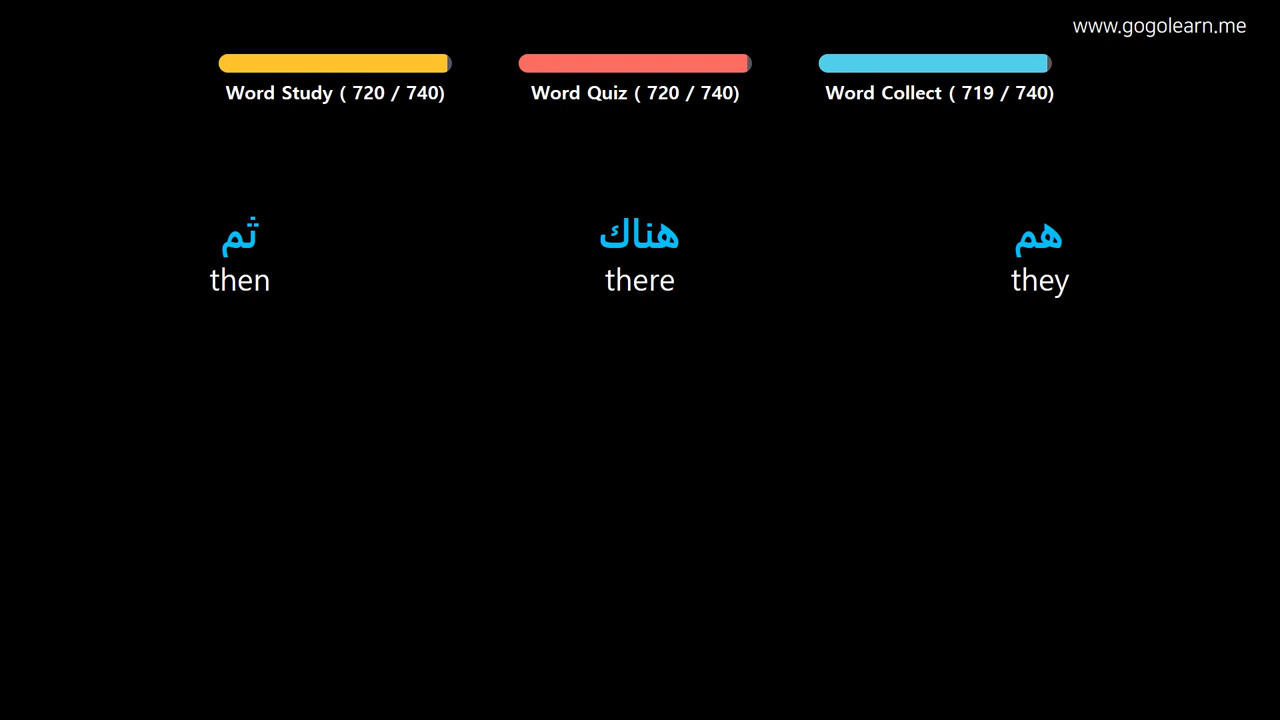 www.gogolearn.me
Word Study ( 720 / 740)
Word Quiz ( 720 / 740)
Word Collect ( 719 / 740)
ثم
then
هناك
there
هم
they